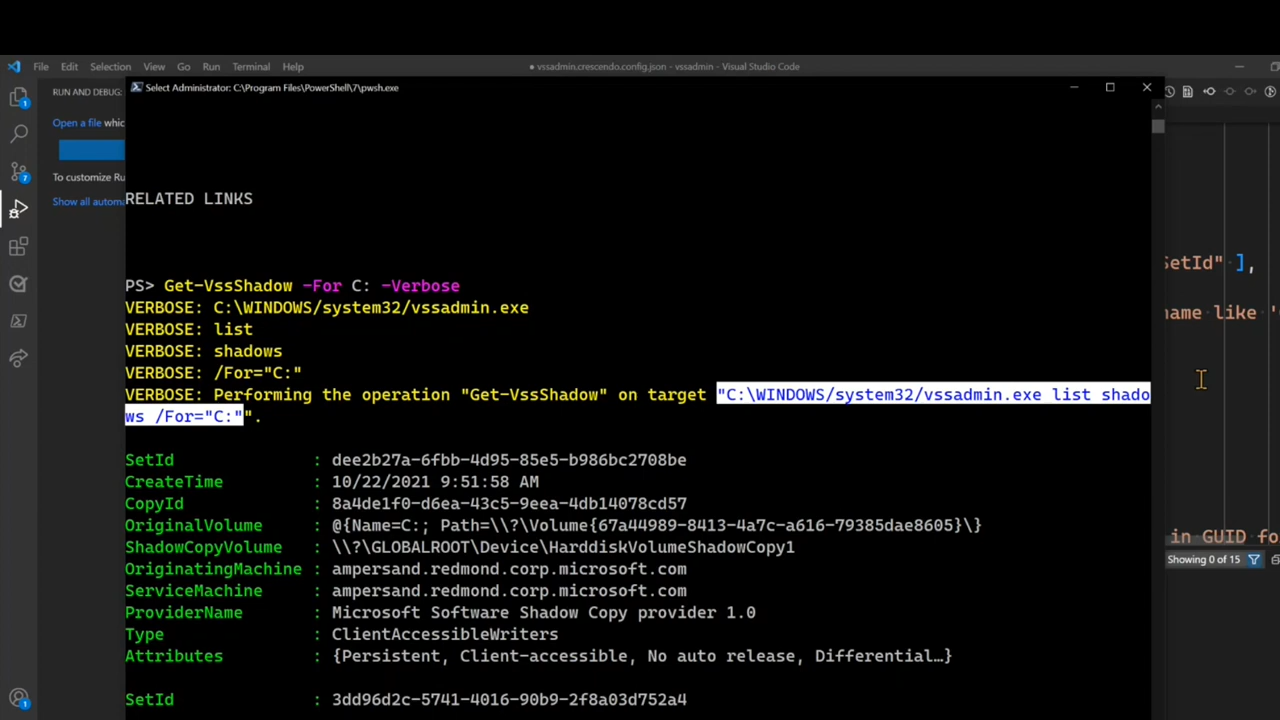 File Edit Selection View Go Run Terminal Help
● vssadmin.crescendo.config.json - vssadmin - Visual Studio Code
RUN AND DEBUG:
Select Administrator: C:\Program Files\PowerShell\7\pwsh.exe
Open a file whic
To customize Ru
Show all automa
1
7
1
RELATED LINKS
PS> Get-VssShadow -For C: -Verbose
VERBOSE: C:\WINDOWS/system32/vssadmin.exe
VERBOSE: list
VERBOSE: shadows
VERBOSE: /For="C:"
VERBOSE: Performing the operation "Get-VssShadow" on target "C:\WINDOWS/system32/vssadmin.exe list shado
ws /For="C:"".
SetId : dee2b27a-6fbb-4d95-85e5-b986bc2708be
CreateTime : 10/22/2021 9:51:58 AM
CopyId : 8a4de1f0-d6ea-43c5-9eea-4db14078cd57
OriginalVolume : @{Name=C:; Path=\\?\Volume{67a44989-8413-4a7c-a616-79385dae8605}\}
ShadowCopyVolume : \\?\GLOBALROOT\Device\HarddiskVolumeShadowCopy1
OriginatingMachine : ampersand.redmond.corp.microsoft.com
ServiceMachine : ampersand.redmond.corp.microsoft.com
ProviderName : Microsoft Software Shadow Copy provider 1.0
Type : ClientAccessibleWriters
Attributes : {Persistent, Client-accessible, No auto release, Differential…}
SetId : 3dd96d2c-5741-4016-90b9-2f8a03d752a4
SetId" ],
name like '
in GUID fo
Showing 0 of 15